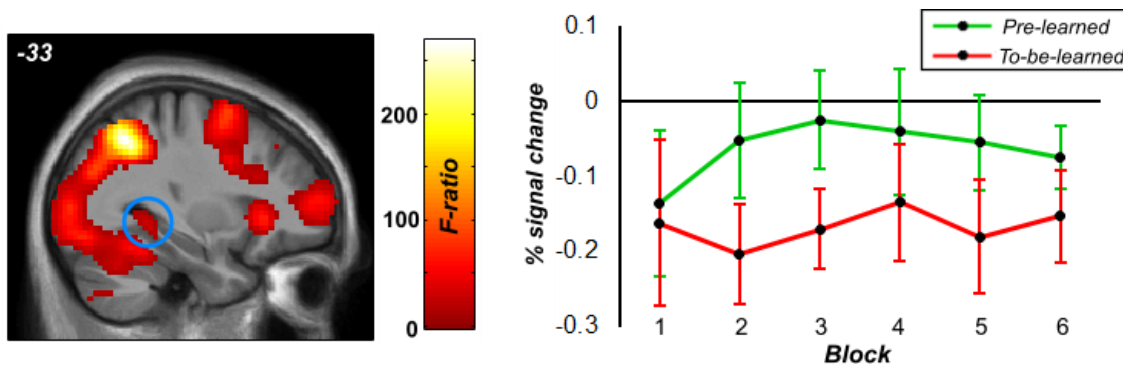 -33
200
100
0
F-ratio
0.1
0
-0.1
-0.2
-0.3
% signal change
Pre-learned
To-be-learned
1 2 3 4 5 6
Block